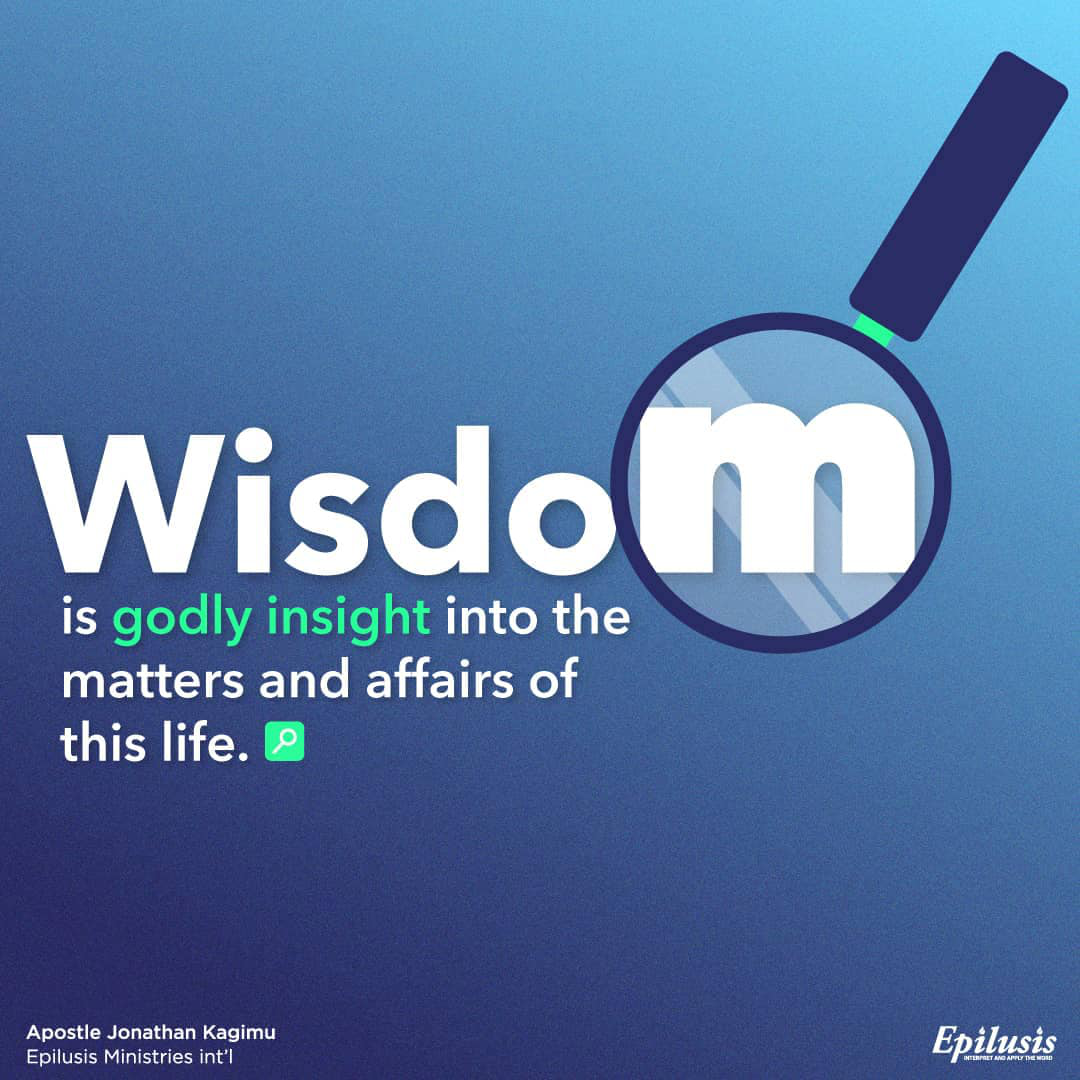 Wisdom
is godly insight into the
matters and affairs of
this life.
Apostle Jonathan Kagimu
Epilusis Ministries int'l
Epilusis
INTERPRET AND APPLY THE WORD